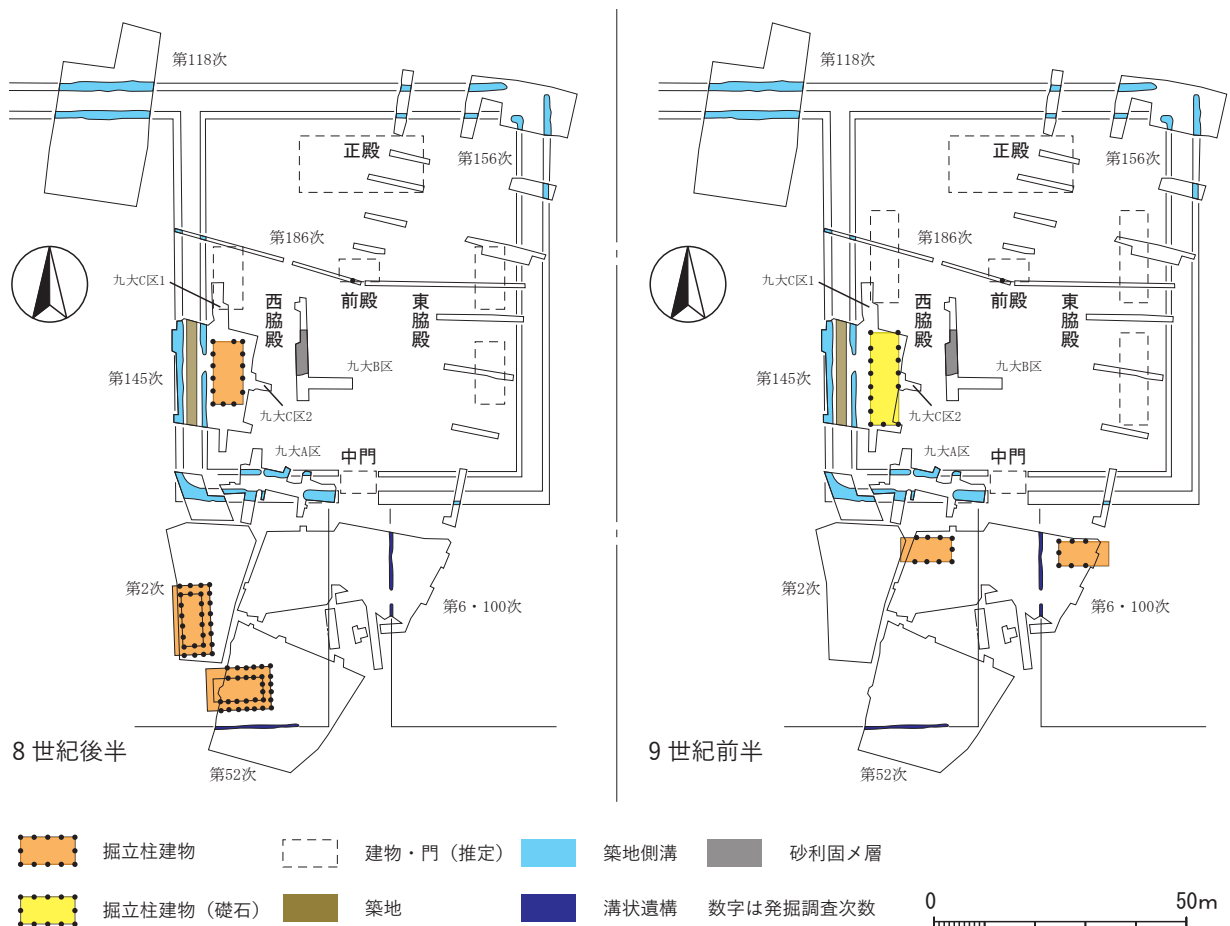 第118次
正殿
第156次
第186次
九大C区1
西脇殿
前殿
東脇殿
第145次
九大B区
九大C区2
九大A区
中門
第2次
第6・100次
8世紀後半
第52次
第118次
正殿
第156次
第186次
九大C区1
西脇殿
前殿
東脇殿
第145次
九大B区
九大C区2
九大A区
中門
第2次
第6・100次
9世紀前半
第52次
掘立柱建物
建物・門（推定）
築地側溝
砂利固メ層
掘立柱建物（礎石）
築地
溝状遺構
数字は発掘調査次数
0
50m